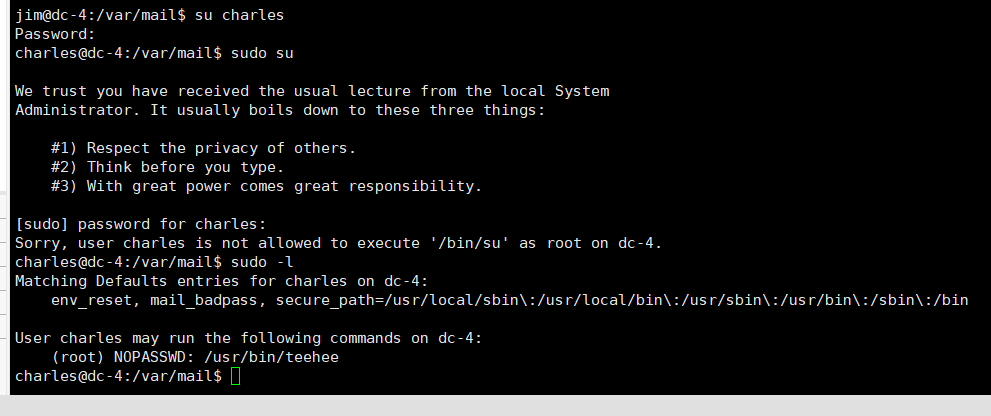 jim@dc-4:/var/mail$ su charles
Password:
charles@dc-4:/var/mail$ sudo su

We trust you have received the usual lecture from the local System
Administrator. It usually boils down to these three things:

    #1) Respect the privacy of others.
    #2) Think before you type.
    #3) With great power comes great responsibility.

[sudo] password for charles:
Sorry, user charles is not allowed to execute '/bin/su' as root on dc-4.
charles@dc-4:/var/mail$ sudo -l
Matching Defaults entries for charles on dc-4:
    env_reset, mail_badpass, secure_path=/usr/local/sbin\:/usr/local/bin\:/usr/sbin\:/usr/bin\:/sbin\:/bin

User charles may run the following commands on dc-4:
    (root) NOPASSWD: /usr/bin/teehee
charles@dc-4:/var/mail$